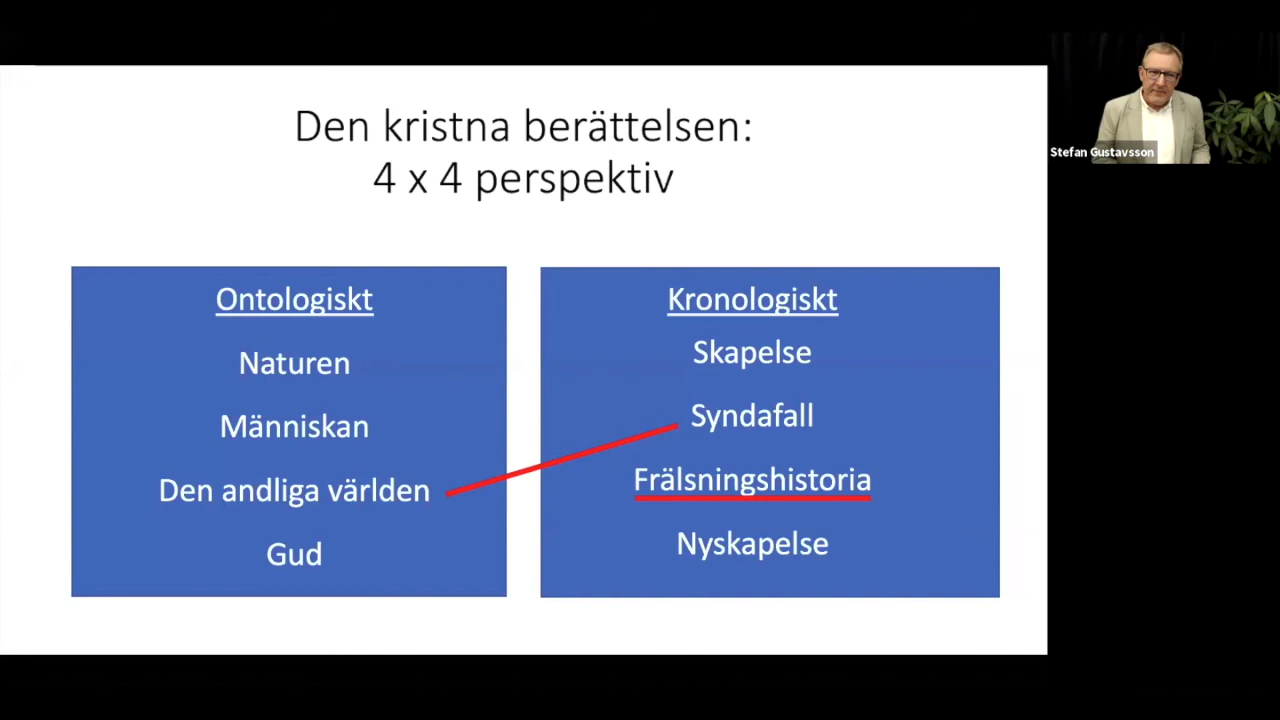 Den kristna berättelsen:
4 x 4 perspektiv
Ontologiskt
Naturen
Människan
Den andliga världen
Gud
Kronologiskt
Skapelse
Syndafall
Frälsningshistoria
Nyskapelse
Stefan Gustavsson